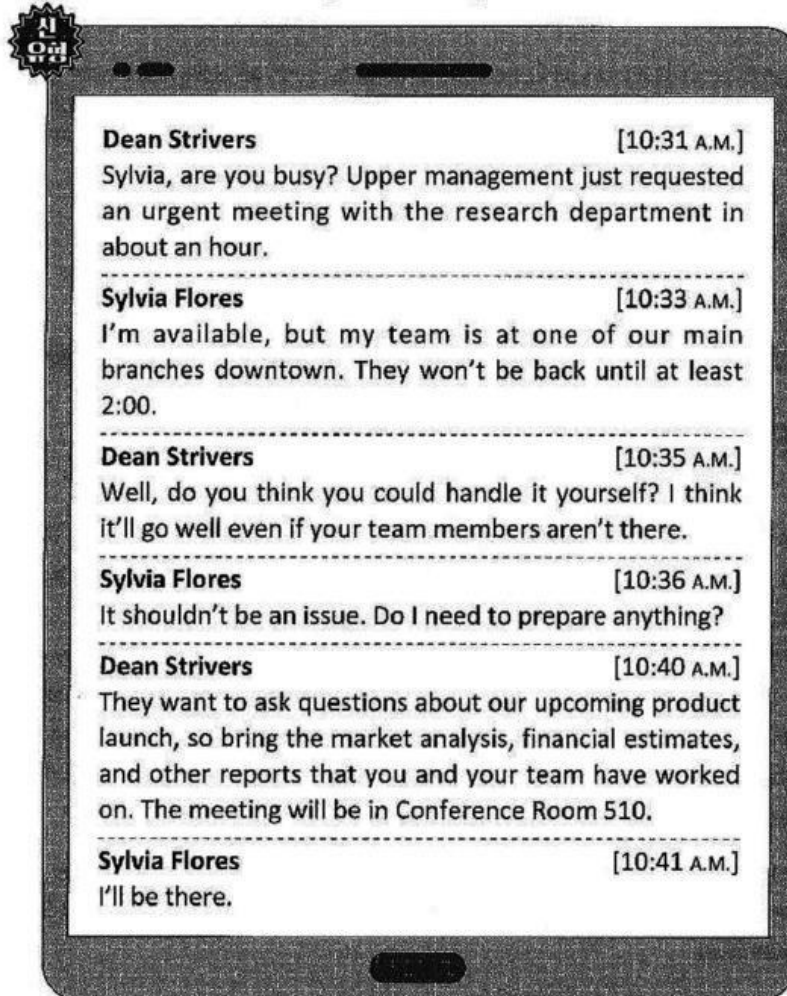 신
유형
Dean Strivers [10:31 A.M.]
Sylvia, are you busy? Upper management just requested
an urgent meeting with the research department in
about an hour.
Sylvia Flores [10:33 A.M.]
I'm available, but my team is at one of our main
branches downtown. They won't be back until at least
2:00.
Dean Strivers [10:35 A.M.]
Well, do you think you could handle it yourself? I think
it'll go well even if your team members aren't there.
Sylvia Flores [10:36 A.M.]
It shouldn't be an issue. Do I need to prepare anything?
Dean Strivers [10:40 A.M.]
They want to ask questions about our upcoming product
launch, so bring the market analysis, financial estimates,
and other reports that you and your team have worked
on. The meeting will be in Conference Room 510.
Sylvia Flores [10:41 A.M.]
I'll be there.